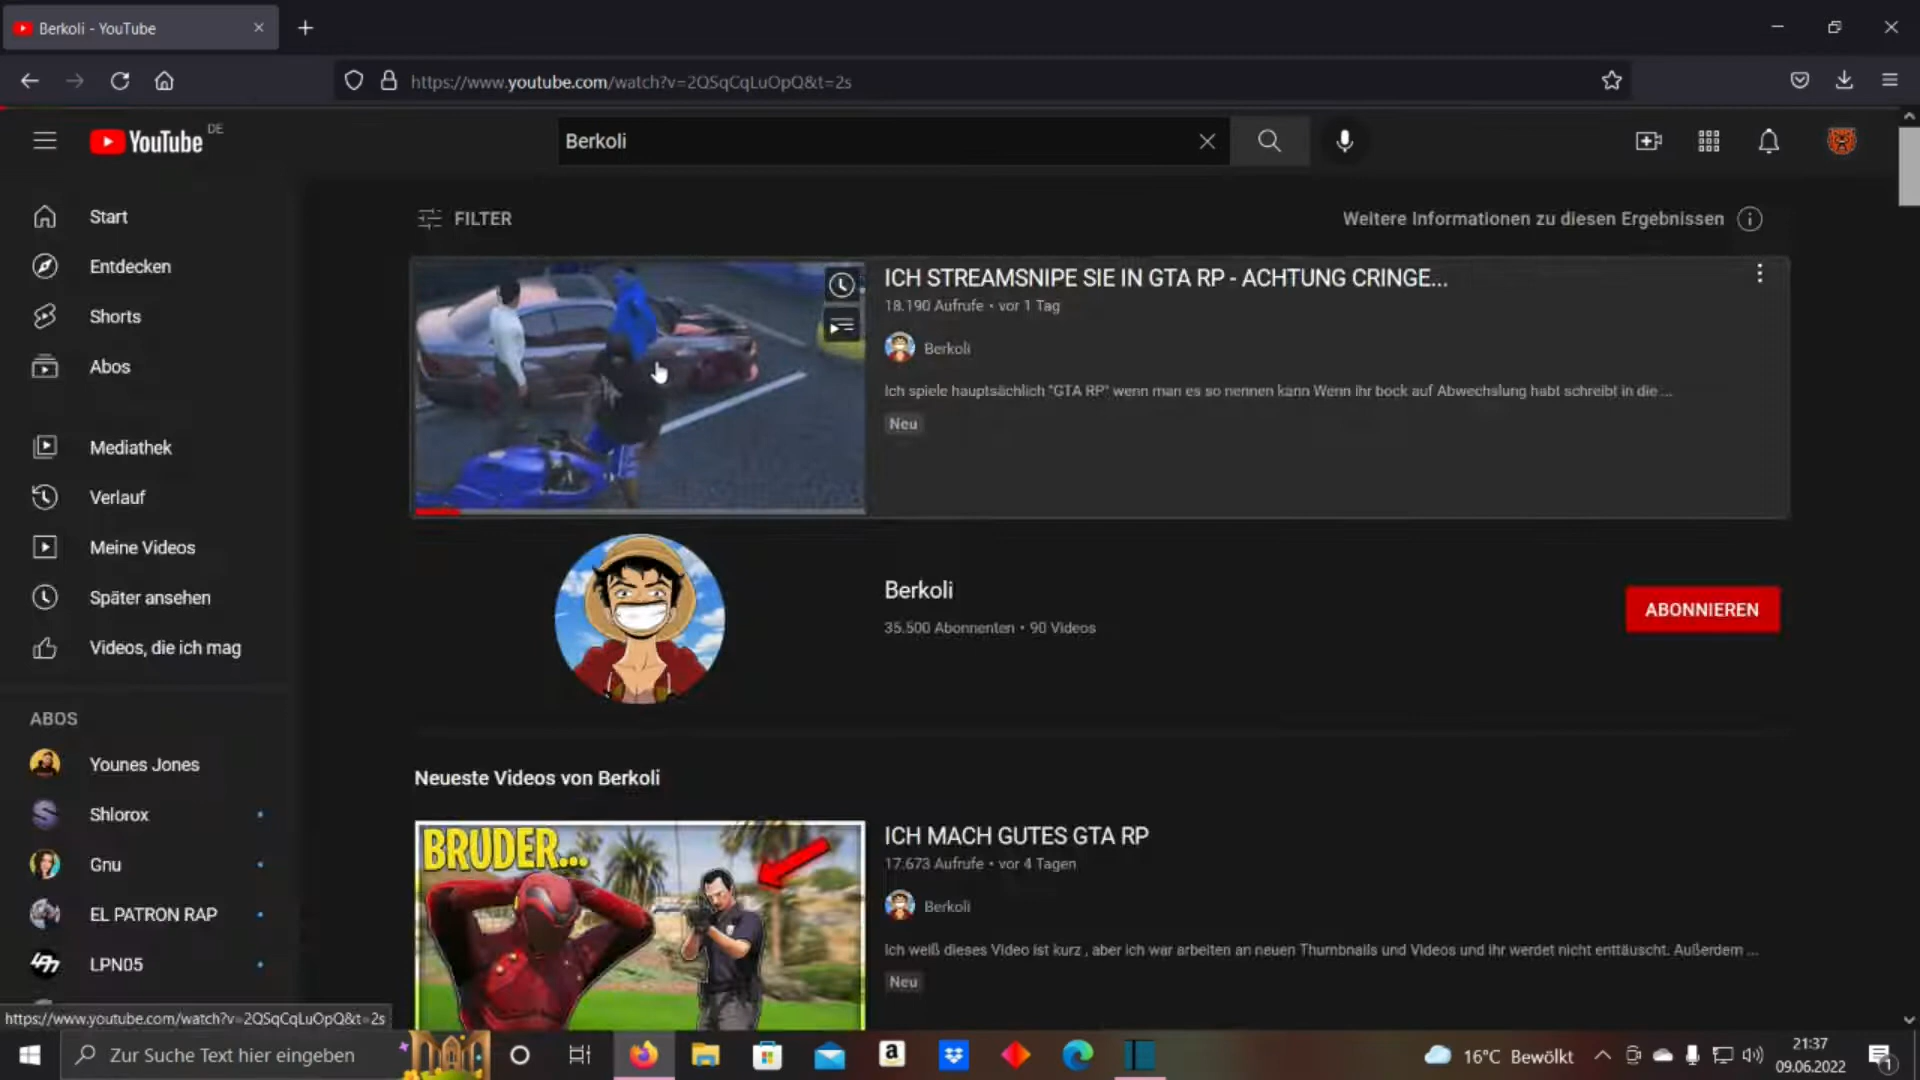 Berkoli - YouTube
https://www.youtube.com/watch?v=2QSqCqLuOpQ&t=2s
YouTube DE
Berkoli
Start
Entdecken
Shorts
Abos
Mediathek
Verlauf
Meine Videos
Später ansehen
Videos, die ich mag
ABOS
Younes Jones
Shlorox
Gnu
EL PATRON RAP
LPN05
FILTER
Weitere Informationen zu diesen Ergebnissen
ICH STREAMSNIPE SIE IN GTA RP - ACHTUNG CRINGE...
18.190 Aufrufe • vor 1 Tag
Berkoli
Ich spiele hauptsächlich "GTA RP" wenn man es so nennen kann Wenn ihr bock auf Abwechslung habt schreibt in die ...
Neu
Berkoli
35.500 Abonnenten • 90 Videos
ABONNIEREN
Neueste Videos von Berkoli
BRUDER...
ICH MACH GUTES GTA RP
17.673 Aufrufe • vor 4 Tagen
Berkoli
Ich weiß dieses Video ist kurz , aber ich war arbeiten an neuen Thumbnails und Videos und ihr werdet nicht enttäuscht. Außerdem ...
Neu
https://www.youtube.com/watch?v=2QSqCqLuOpQ&t=2s
Zur Suche Text hier eingeben
16°C Bewölkt
21:37
09.06.2022
1